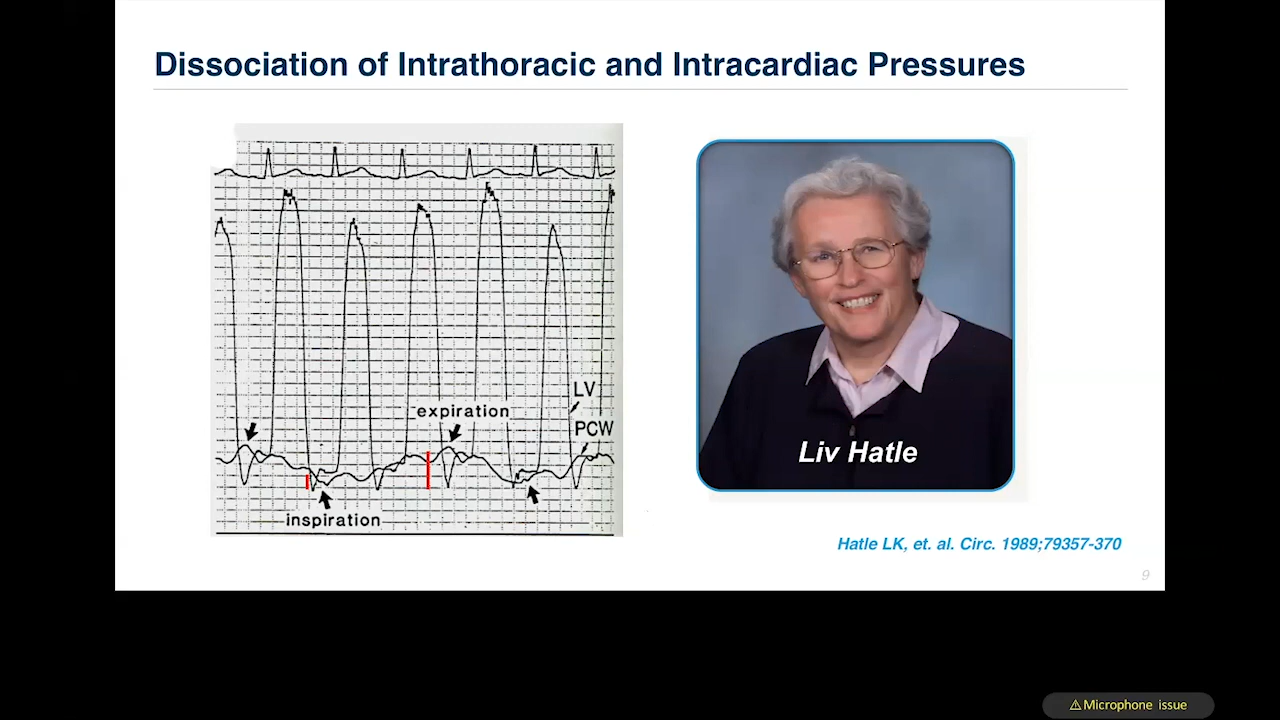 Dissociation of Intrathoracic and Intracardiac Pressures
LV
expiration
PCW
inspiration
Liv Hatle
Hatle LK, et. al. Circ. 1989;79357-370
9
⚠Microphone issue